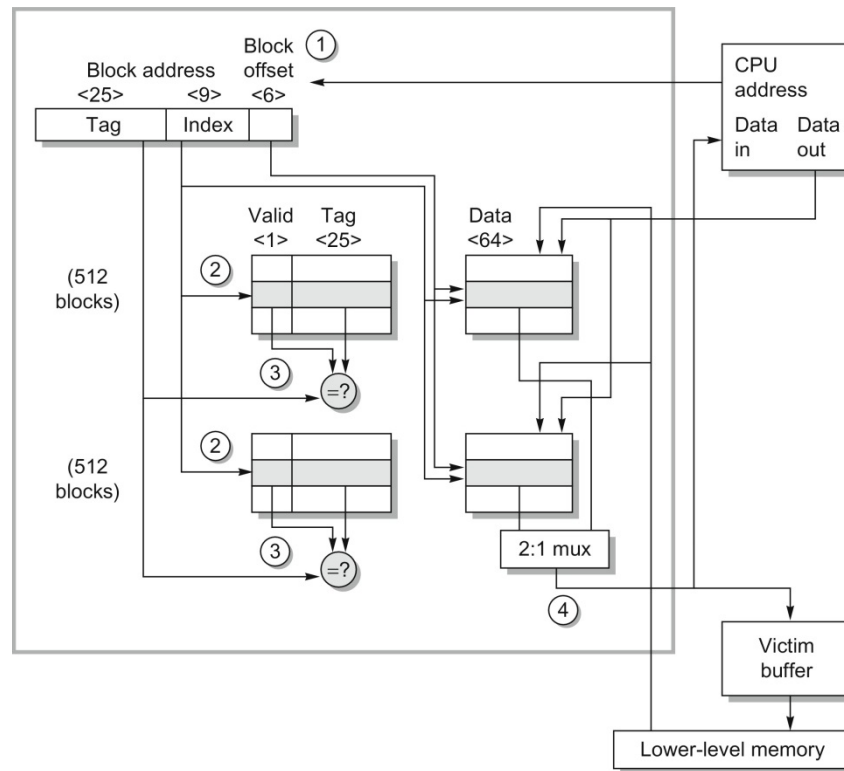 Block address
<25>
<9>
Block
offset
<6>
1
Tag
Index
CPU
address
Data
in
Data
out
Valid
<1>
Tag
<25>
Data
<64>
(512
blocks)
2
3
=?
(512
blocks)
2
3
=?
2:1 mux
4
Victim
buffer
Lower-level memory